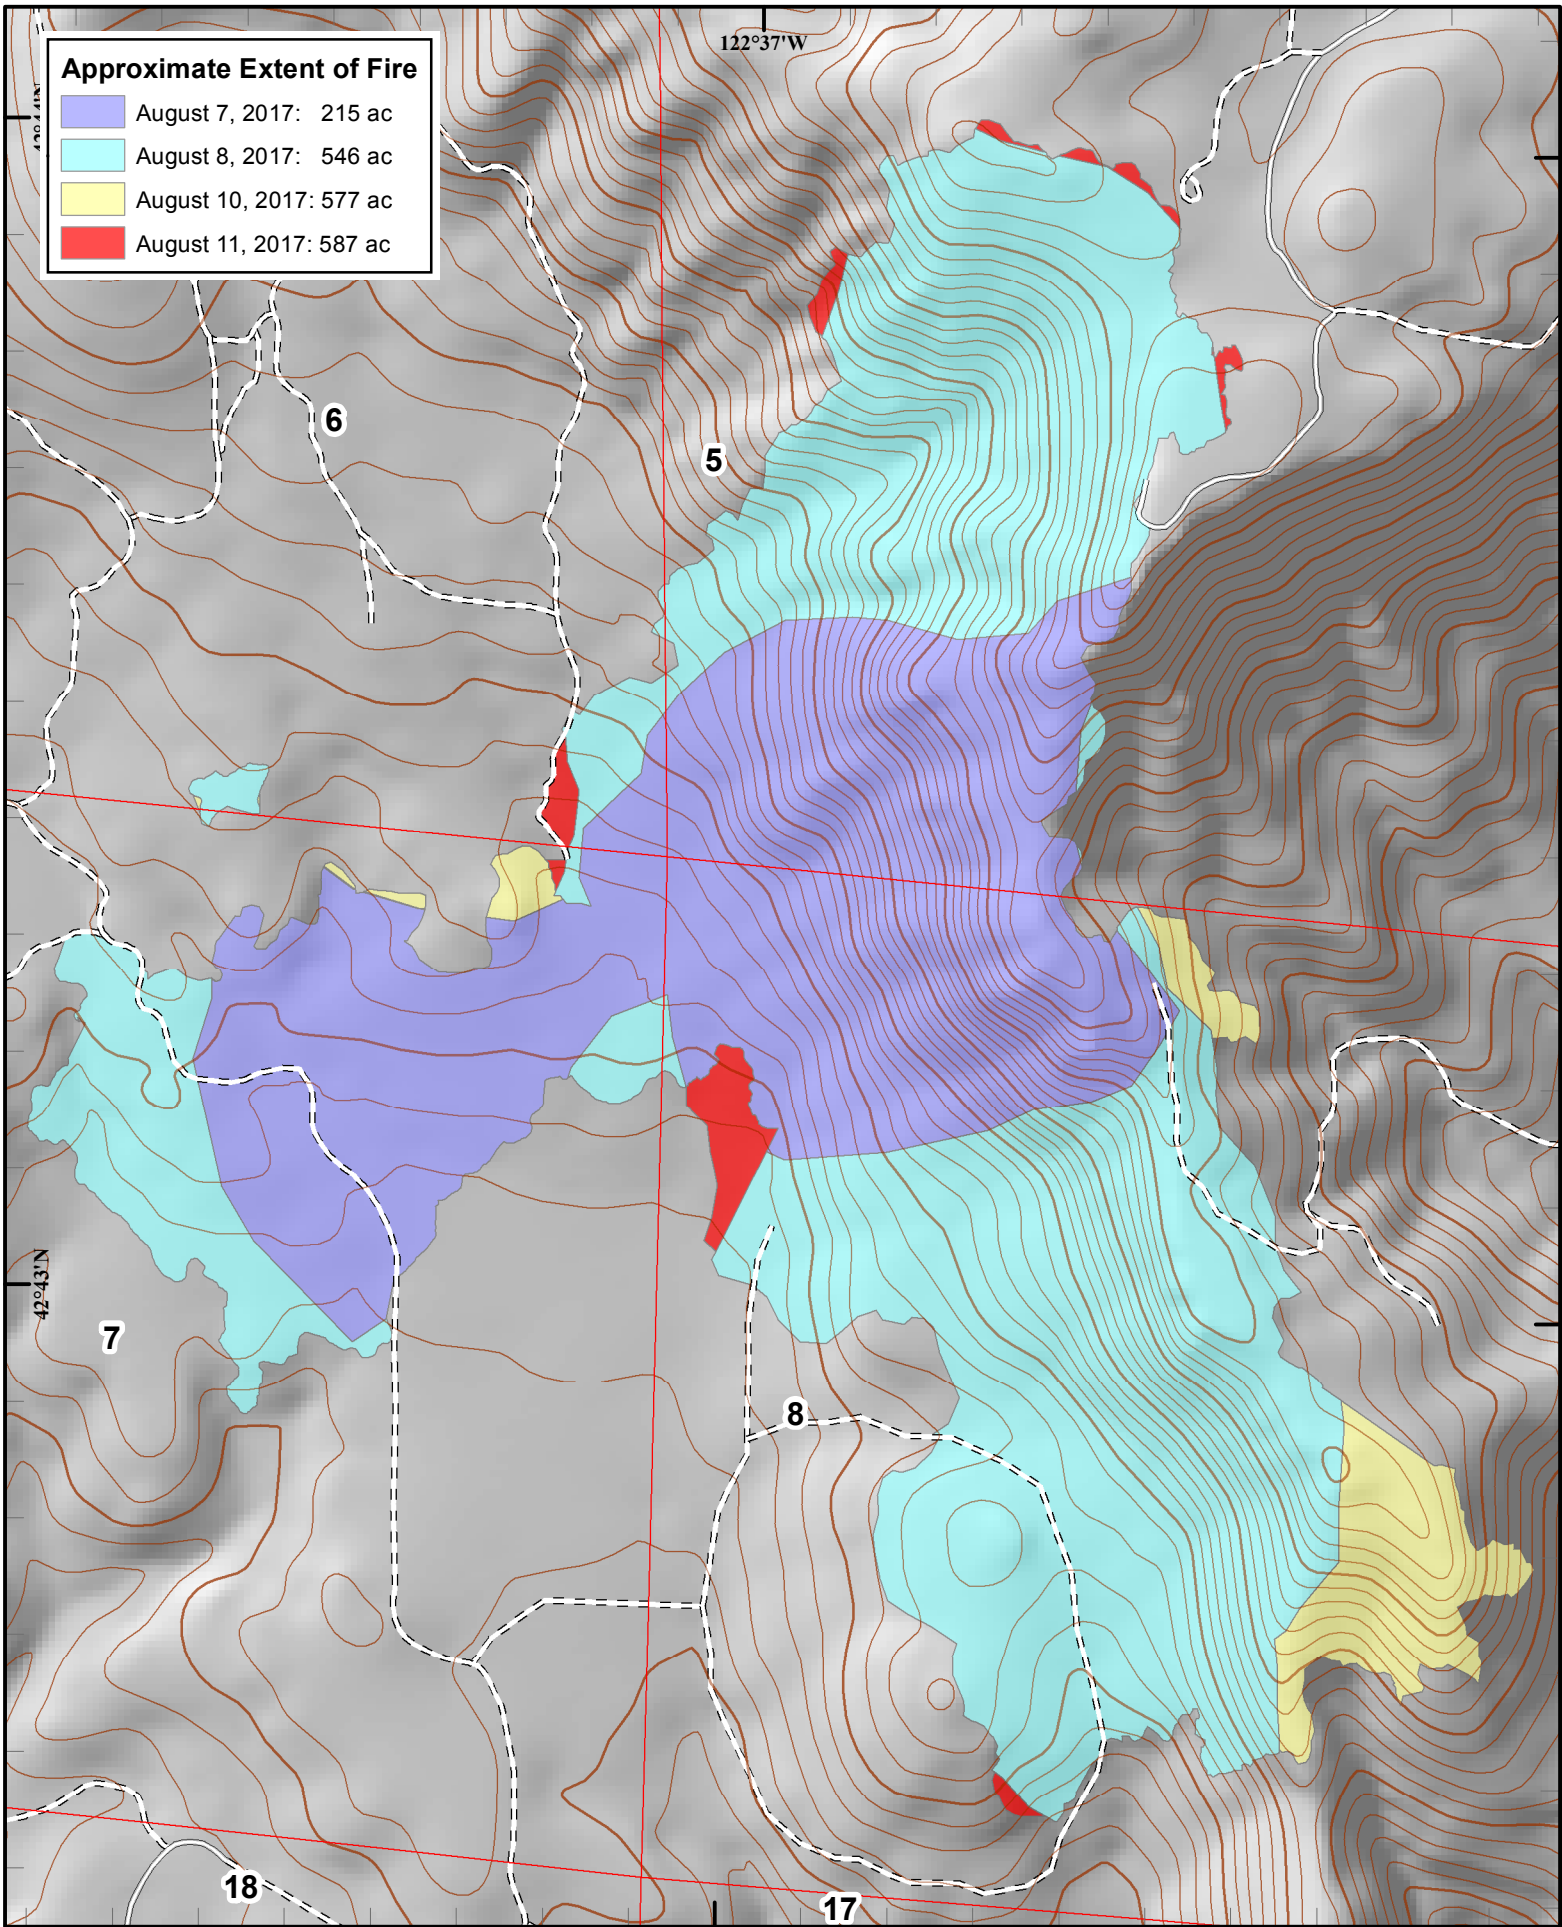 122°37'W
Approximate Extent of Fire
August 7, 2017: 215 ac
August 8, 2017: 546 ac
August 10, 2017: 577 ac
August 11, 2017: 587 ac
6
5
42°43'N
7
8
18
17